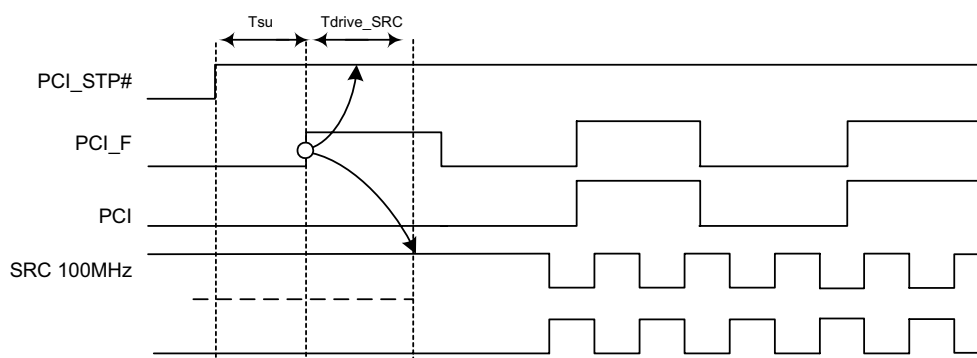 Tsu
Tdrive_SRC
PCI_STP#
PCI_F
PCI
SRC 100MHz